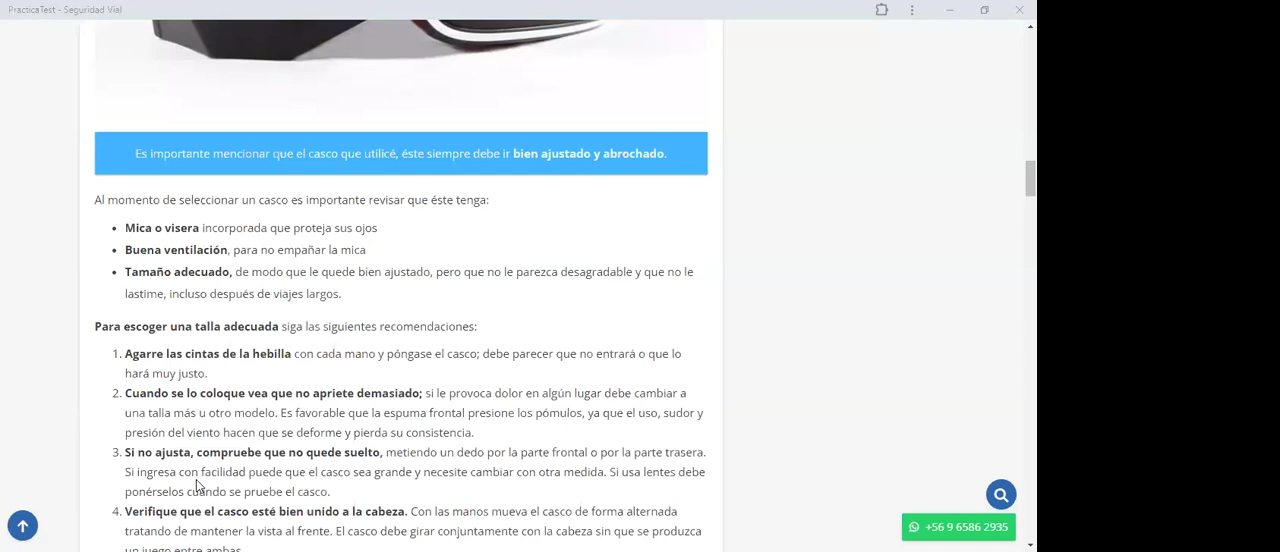 PracticaTest - Seguridad Vial
Es importante mencionar que el casco que utilicé, éste siempre debe ir bien ajustado y abrochado.
Al momento de seleccionar un casco es importante revisar que éste tenga:
• Mica o visera incorporada que proteja sus ojos
• Buena ventilación, para no empañar la mica
• Tamaño adecuado, de modo que le quede bien ajustado, pero que no le parezca desagradable y que no le
lastime, incluso después de viajes largos.
Para escoger una talla adecuada siga las siguientes recomendaciones:
1. Agarre las cintas de la hebilla con cada mano y póngase el casco; debe parecer que no entrará o que lo
hará muy justo.
2. Cuando se lo coloque vea que no apriete demasiado; si le provoca dolor en algún lugar debe cambiar a
una talla más u otro modelo. Es favorable que la espuma frontal presione los pómulos, ya que el uso, sudor y
presión del viento hacen que se deforme y pierda su consistencia.
3. Si no ajusta, compruebe que no quede suelto, metiendo un dedo por la parte frontal o por la parte trasera.
Si ingresa con facilidad puede que el casco sea grande y necesite cambiar con otra medida. Si usa lentes debe
ponérselos cuando se pruebe el casco.
4. Verifique que el casco esté bien unido a la cabeza. Con las manos mueva el casco de forma alternada
tratando de mantener la vista al frente. El casco debe girar conjuntamente con la cabeza sin que se produzca
un juego entre ambas.
+56 9 6586 2935